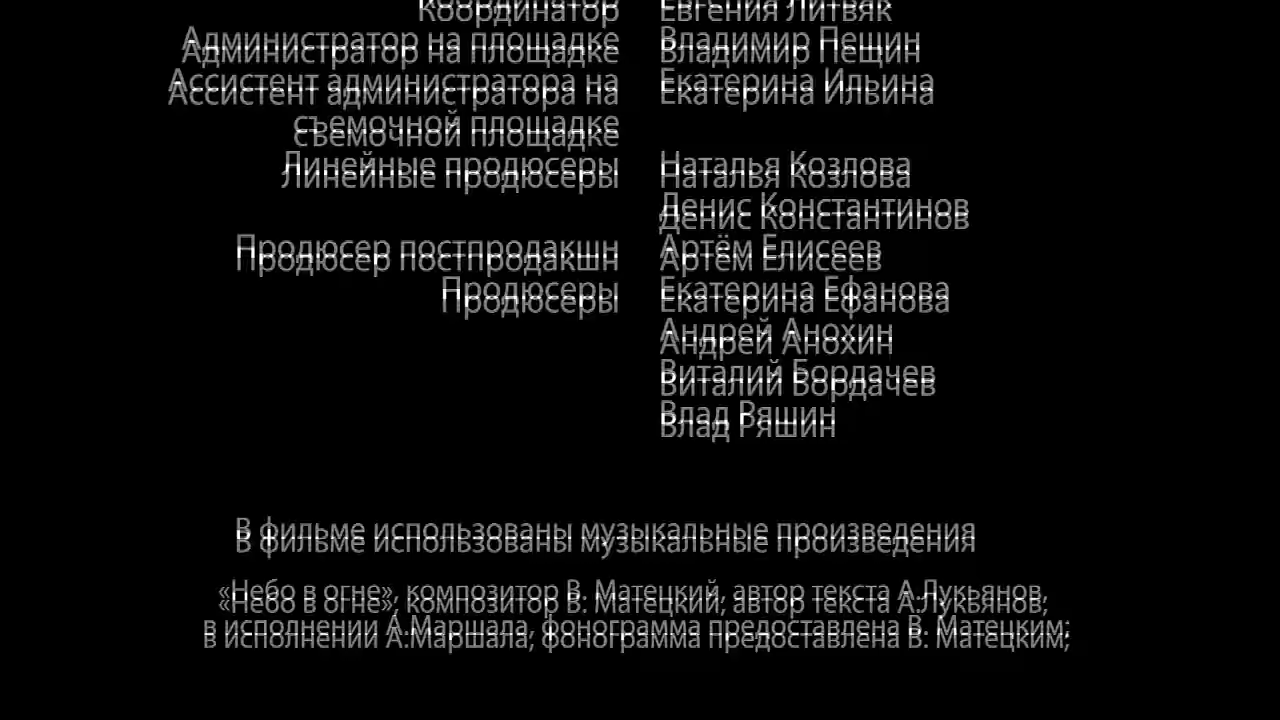 Координатор Евгения Литвяк
Администратор на площадке Владимир Пещин
Ассистент администратора на Екатерина Ильина
съемочной площадке
Линейные продюсеры Наталья Козлова
Денис Константинов
Продюсер постпродакшн Артём Елисеев
Продюсеры Екатерина Ефанова
Андрей Анохин
Виталий Бордачев
Влад Ряшин
В фильме использованы музыкальные произведения
«Небо в огне», композитор В. Матецкий, автор текста А.Лукьянов,
в исполнении А.Маршала, фонограмма предоставлена В. Матецким;